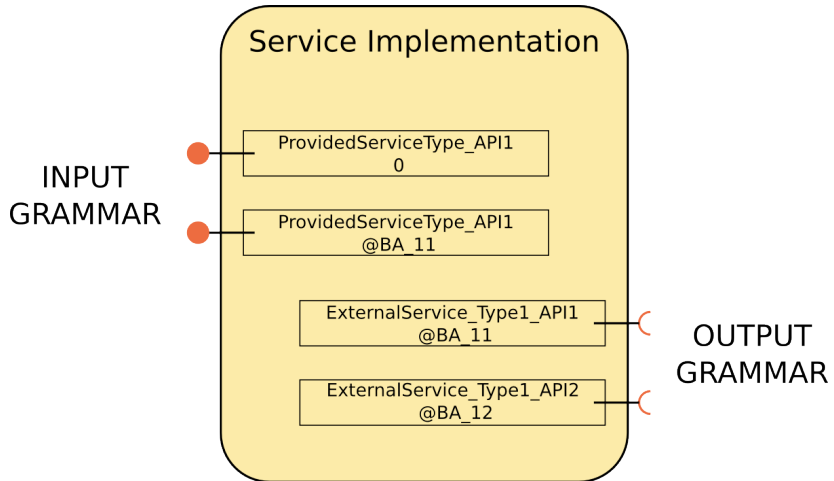 Service Implementation
INPUT
GRAMMAR
ProvidedServiceType_API1
0
ProvidedServiceType_API1
@BA_11
ExternalService_Type1_API1
@BA_11
ExternalService_Type1_API2
@BA_12
OUTPUT
GRAMMAR